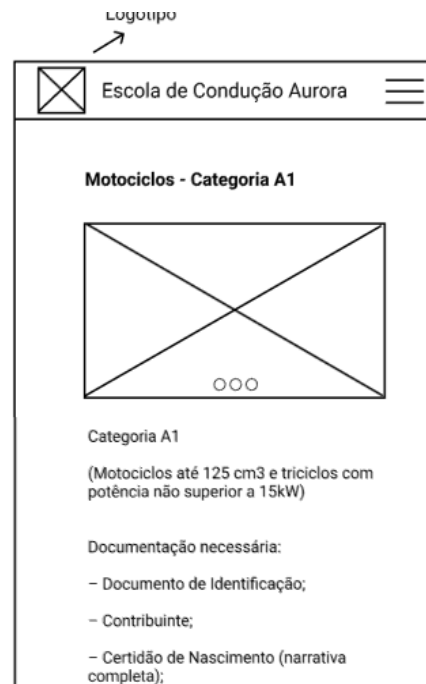 Logotipo
Escola de Condução Aurora
Motociclos - Categoria A1
Categoria A1
(Motociclos até 125 cm3 e triciclos com
potência não superior a 15kW)
Documentação necessária:
– Documento de Identificação;
– Contribuinte;
– Certidão de Nascimento (narrativa
completa);